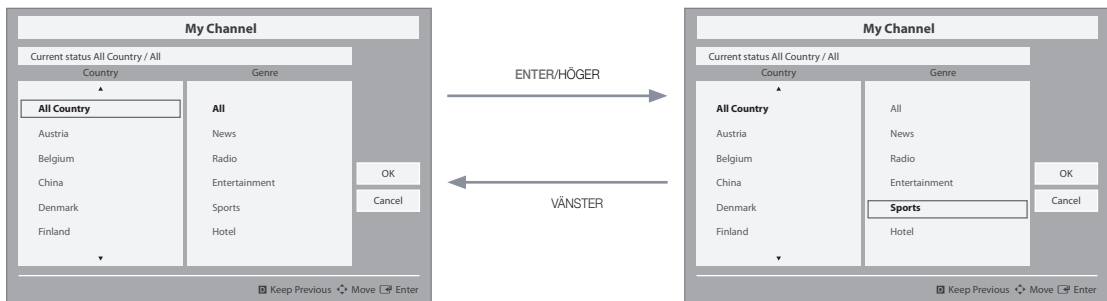 My Channel
Current status All Country / All
Country Genre
All Country All
Austria News
Belgium Radio
China Entertainment
Denmark Sports
Finland Hotel
OK
Cancel
D Keep Previous Move Enter
ENTER/HÖGER
VÄNSTER
My Channel
Current status All Country / All
Country Genre
All Country All
Austria News
Belgium Radio
China Entertainment
Denmark Sports
Finland Hotel
OK
Cancel
D Keep Previous Move Enter